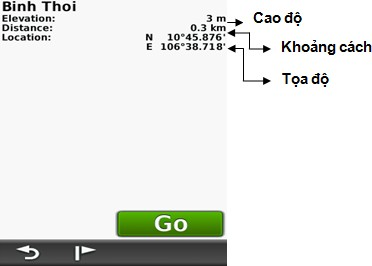 Binh Thoi
Elevation: 3 m
Distance: 0.3 km
Location: N 10°45.876'
E 106°38.718'
Cao độ
Khoảng cách
Tọa độ
Go